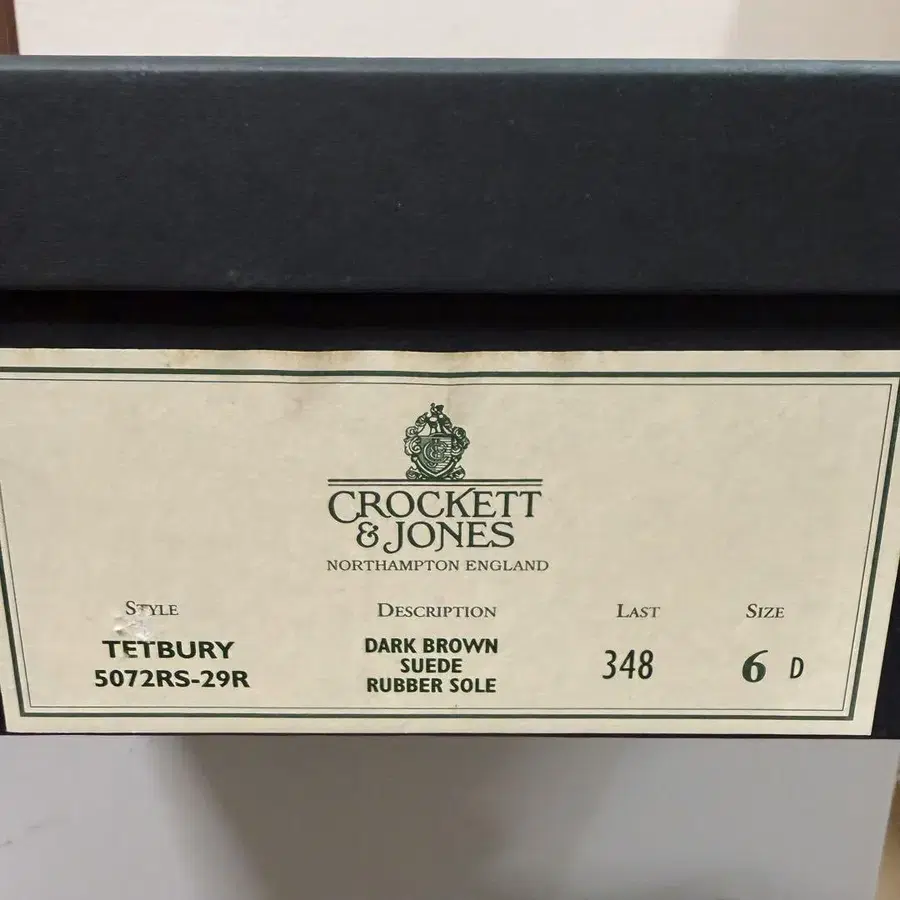 CROCKETT
& JONES
NORTHAMPTON ENGLAND
STYLE DESCRIPTION LAST SIZE
TETBURY
5072RS-29R
DARK BROWN
SUEDE
RUBBER SOLE
348
6 D